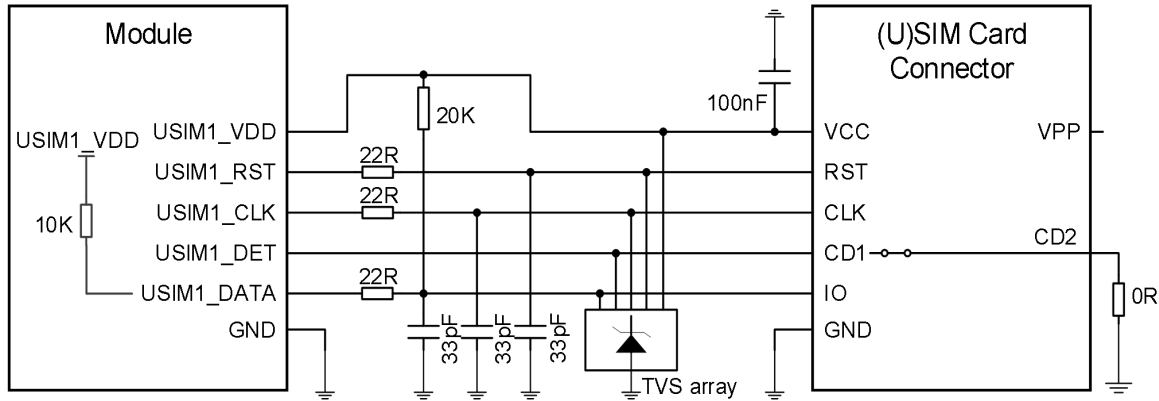 Module
(U)SIM Card
Connector
100nF
20K
USIM1_VDD
USIM1_VDD
VCC
VPP
22R
USIM1_RST
RST
22R
10K
USIM1_CLK
CLK
USIM1_DET
CD1
CD2
22R
USIM1_DATA
IO
0R
GND
33pF
33pF
33pF
GND
TVS array